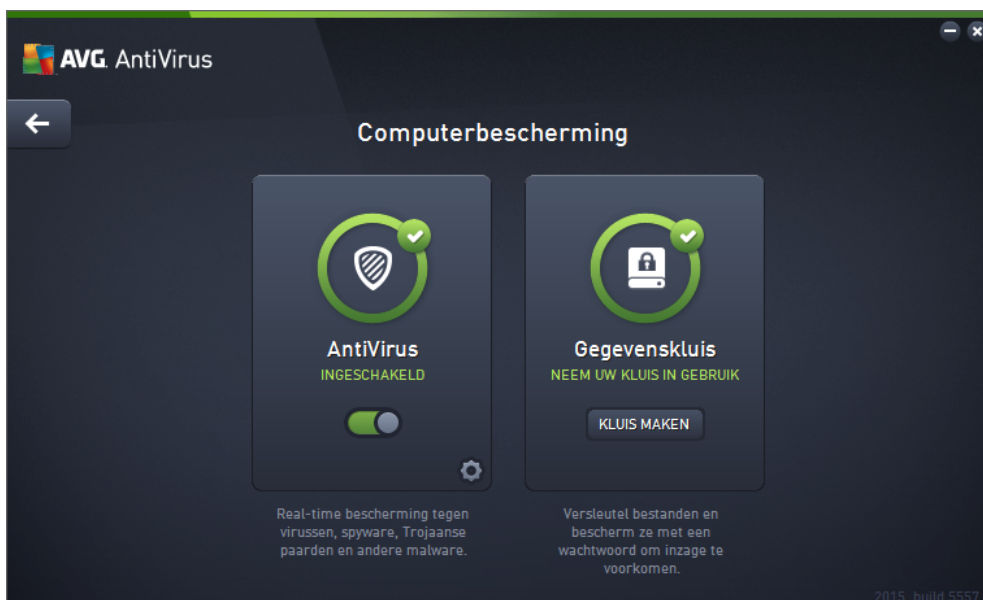 AVG. AntiVirus
Computerbescherming
AntiVirus
INGESCHAKELD
Real-time bescherming tegen
virussen, spyware, Trojaanse
paarden en andere malware.
Gegevenskluis
NEEM UW KLUIS IN GEBRUIK
KLUIS MAKEN
Versleutel bestanden en
bescherm ze met een
wachtwoord om inzage te
voorkomen.
2015, build 5557